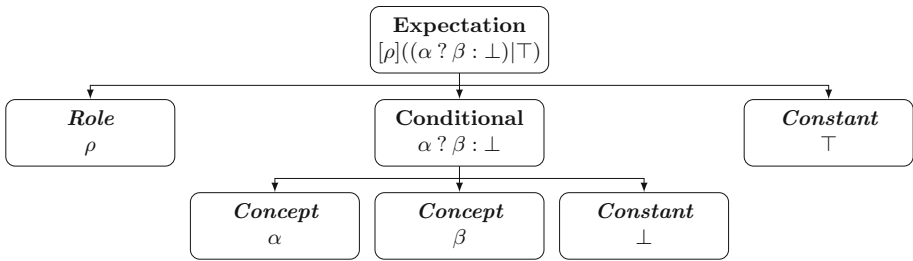 Expectation
[ρ]((α ? β : ⊥)|⊤)
Role
ρ
Conditional
α ? β : ⊥
Constant
⊤
Concept
α
Concept
β
Constant
⊥